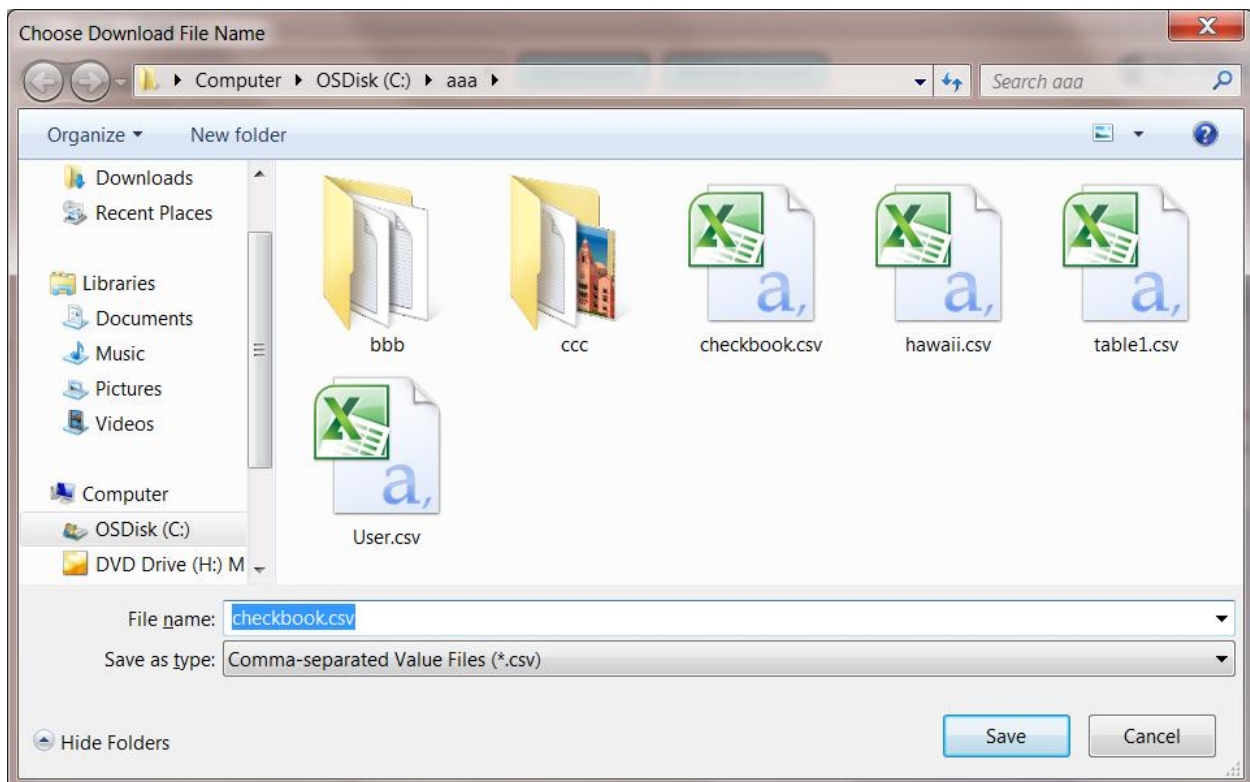 Choose Download File Name
Computer OSDisk (C:) aaa
Search aaa
Organize
New folder
Downloads
Recent Places
Libraries
Documents
Music
Pictures
Videos
Computer
OSDisk (C:)
DVD Drive (H:) M
bbb
ccc
checkbook.csv
hawaii.csv
table1.csv
User.csv
File name: checkbook.csv
Save as type: Comma-separated Value Files (*.csv)
Hide Folders
Save
Cancel